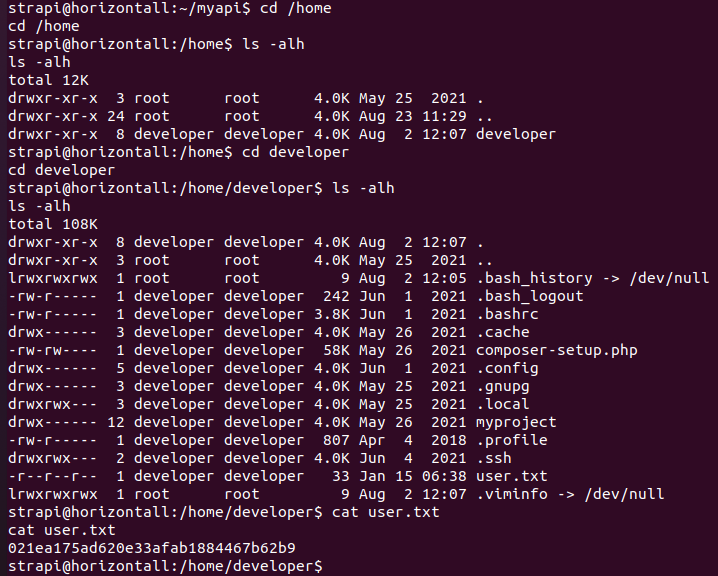 strapi@horizontall:~/myapi$ cd /home
cd /home
strapi@horizontall:/home$ ls -alh
ls -alh
total 12K
drwxr-xr-x  3 root      root      4.0K May 25  2021 .
drwxr-xr-x 24 root      root      4.0K Aug 23 11:29 ..
drwxr-xr-x  8 developer developer 4.0K Aug  2 12:07 developer
strapi@horizontall:/home$ cd developer
cd developer
strapi@horizontall:/home/developer$ ls -alh
ls -alh
total 108K
drwxr-xr-x  8 developer developer 4.0K Aug  2 12:07 .
drwxr-xr-x  3 root      root      4.0K May 25  2021 ..
lrwxrwxrwx  1 root      root         9 Aug  2 12:05 .bash_history -> /dev/null
-rw-r-----  1 developer developer  242 Jun  1  2021 .bash_logout
-rw-r-----  1 developer developer 3.8K Jun  1  2021 .bashrc
drwx------  3 developer developer 4.0K May 26  2021 .cache
-rw-rw----  1 developer developer  58K May 26  2021 composer-setup.php
drwx------  5 developer developer 4.0K Jun  1  2021 .config
drwx------  3 developer developer 4.0K May 25  2021 .gnupg
drwxrwx---  3 developer developer 4.0K May 25  2021 .local
drwx------ 12 developer developer 4.0K May 26  2021 myproject
-rw-r-----  1 developer developer  807 Apr  4  2018 .profile
drwxrwx---  2 developer developer 4.0K Jun  4  2021 .ssh
-r--r--r--  1 developer developer   33 Jan 15 06:38 user.txt
lrwxrwxrwx  1 root      root         9 Aug  2 12:07 .viminfo -> /dev/null
strapi@horizontall:/home/developer$ cat user.txt
cat user.txt
021ea175ad620e33afab1884467b62b9
strapi@horizontall:/home/developer$